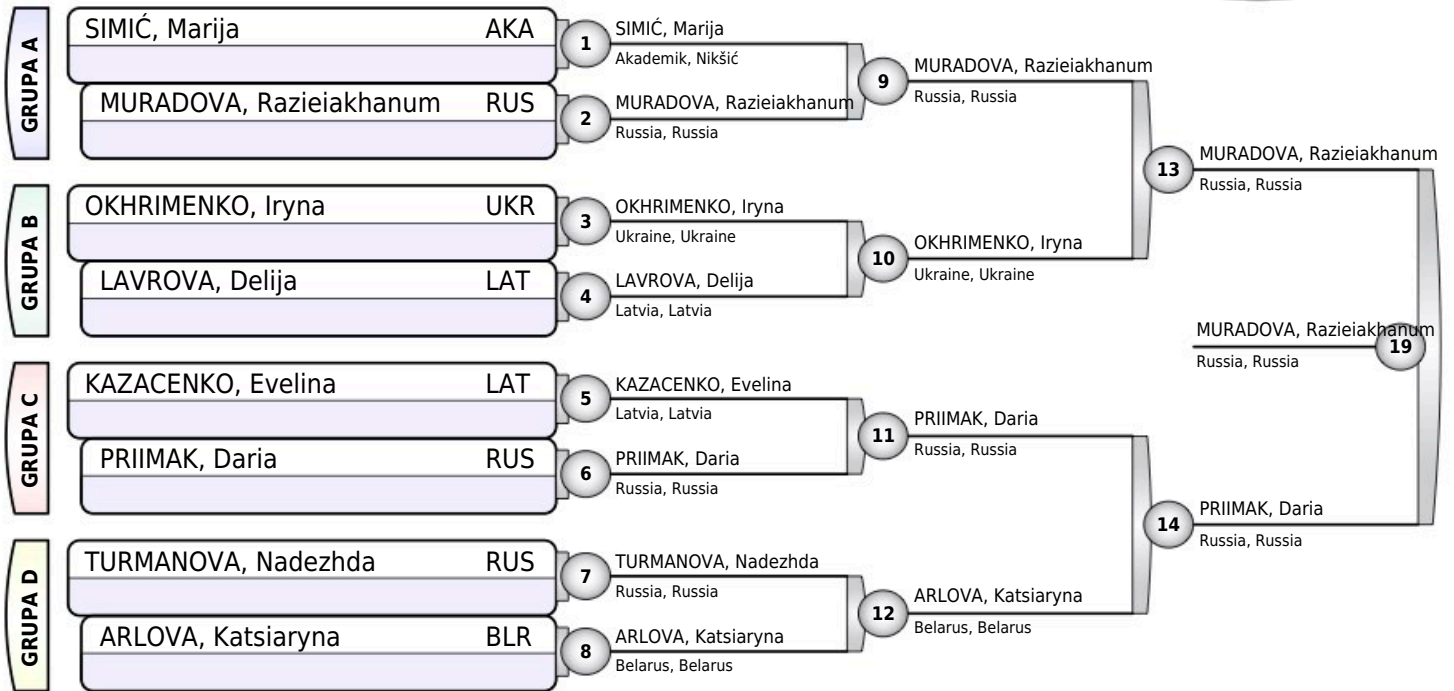 GRUPA A
SIMIĆ, Marija AKA
MURADOVA, Razieiakhanum RUS
GRUPA B
OKHRIMENKO, Iryna UKR
LAVROVA, Delija LAT
GRUPA C
KAZACENKO, Evelina LAT
PRIIMAK, Daria RUS
GRUPA D
TURMANOVA, Nadezhda RUS
ARLOVA, Katsiaryna BLR
1
SIMIĆ, Marija
Akademik, Nikšić
2
MURADOVA, Razieiakhanum
Russia, Russia
3
OKHRIMENKO, Iryna
Ukraine, Ukraine
4
LAVROVA, Delija
Latvia, Latvia
5
KAZACENKO, Evelina
Latvia, Latvia
6
PRIIMAK, Daria
Russia, Russia
7
TURMANOVA, Nadezhda
Russia, Russia
8
ARLOVA, Katsiaryna
Belarus, Belarus
9
MURADOVA, Razieiakhanum
Russia, Russia
10
OKHRIMENKO, Iryna
Ukraine, Ukraine
11
PRIIMAK, Daria
Russia, Russia
12
ARLOVA, Katsiaryna
Belarus, Belarus
13
MURADOVA, Razieiakhanum
Russia, Russia
14
PRIIMAK, Daria
Russia, Russia
MURADOVA, Razieiakhanum
19
Russia, Russia